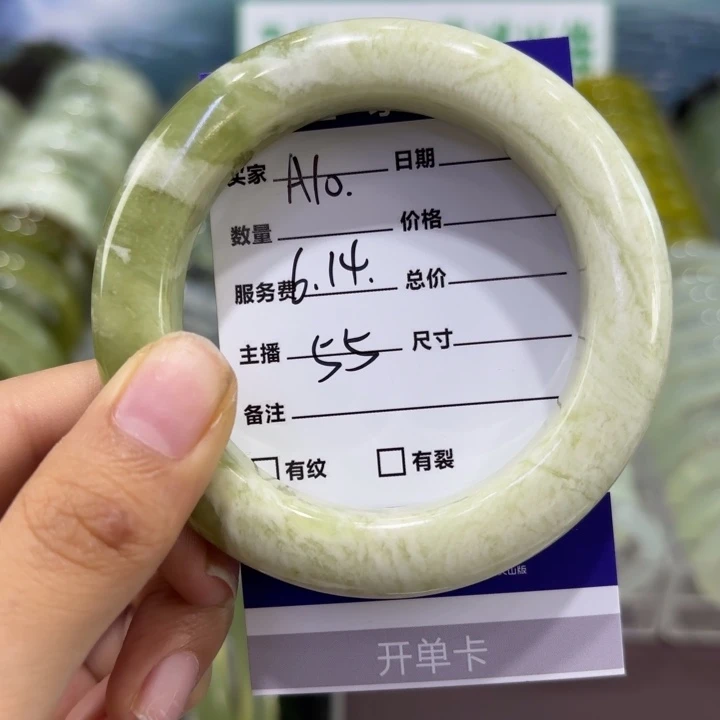 买家 A10. 日期
数量 价格
服务费 6.14. 总价
主播 55 尺寸
备注
有纹 有裂
开单卡